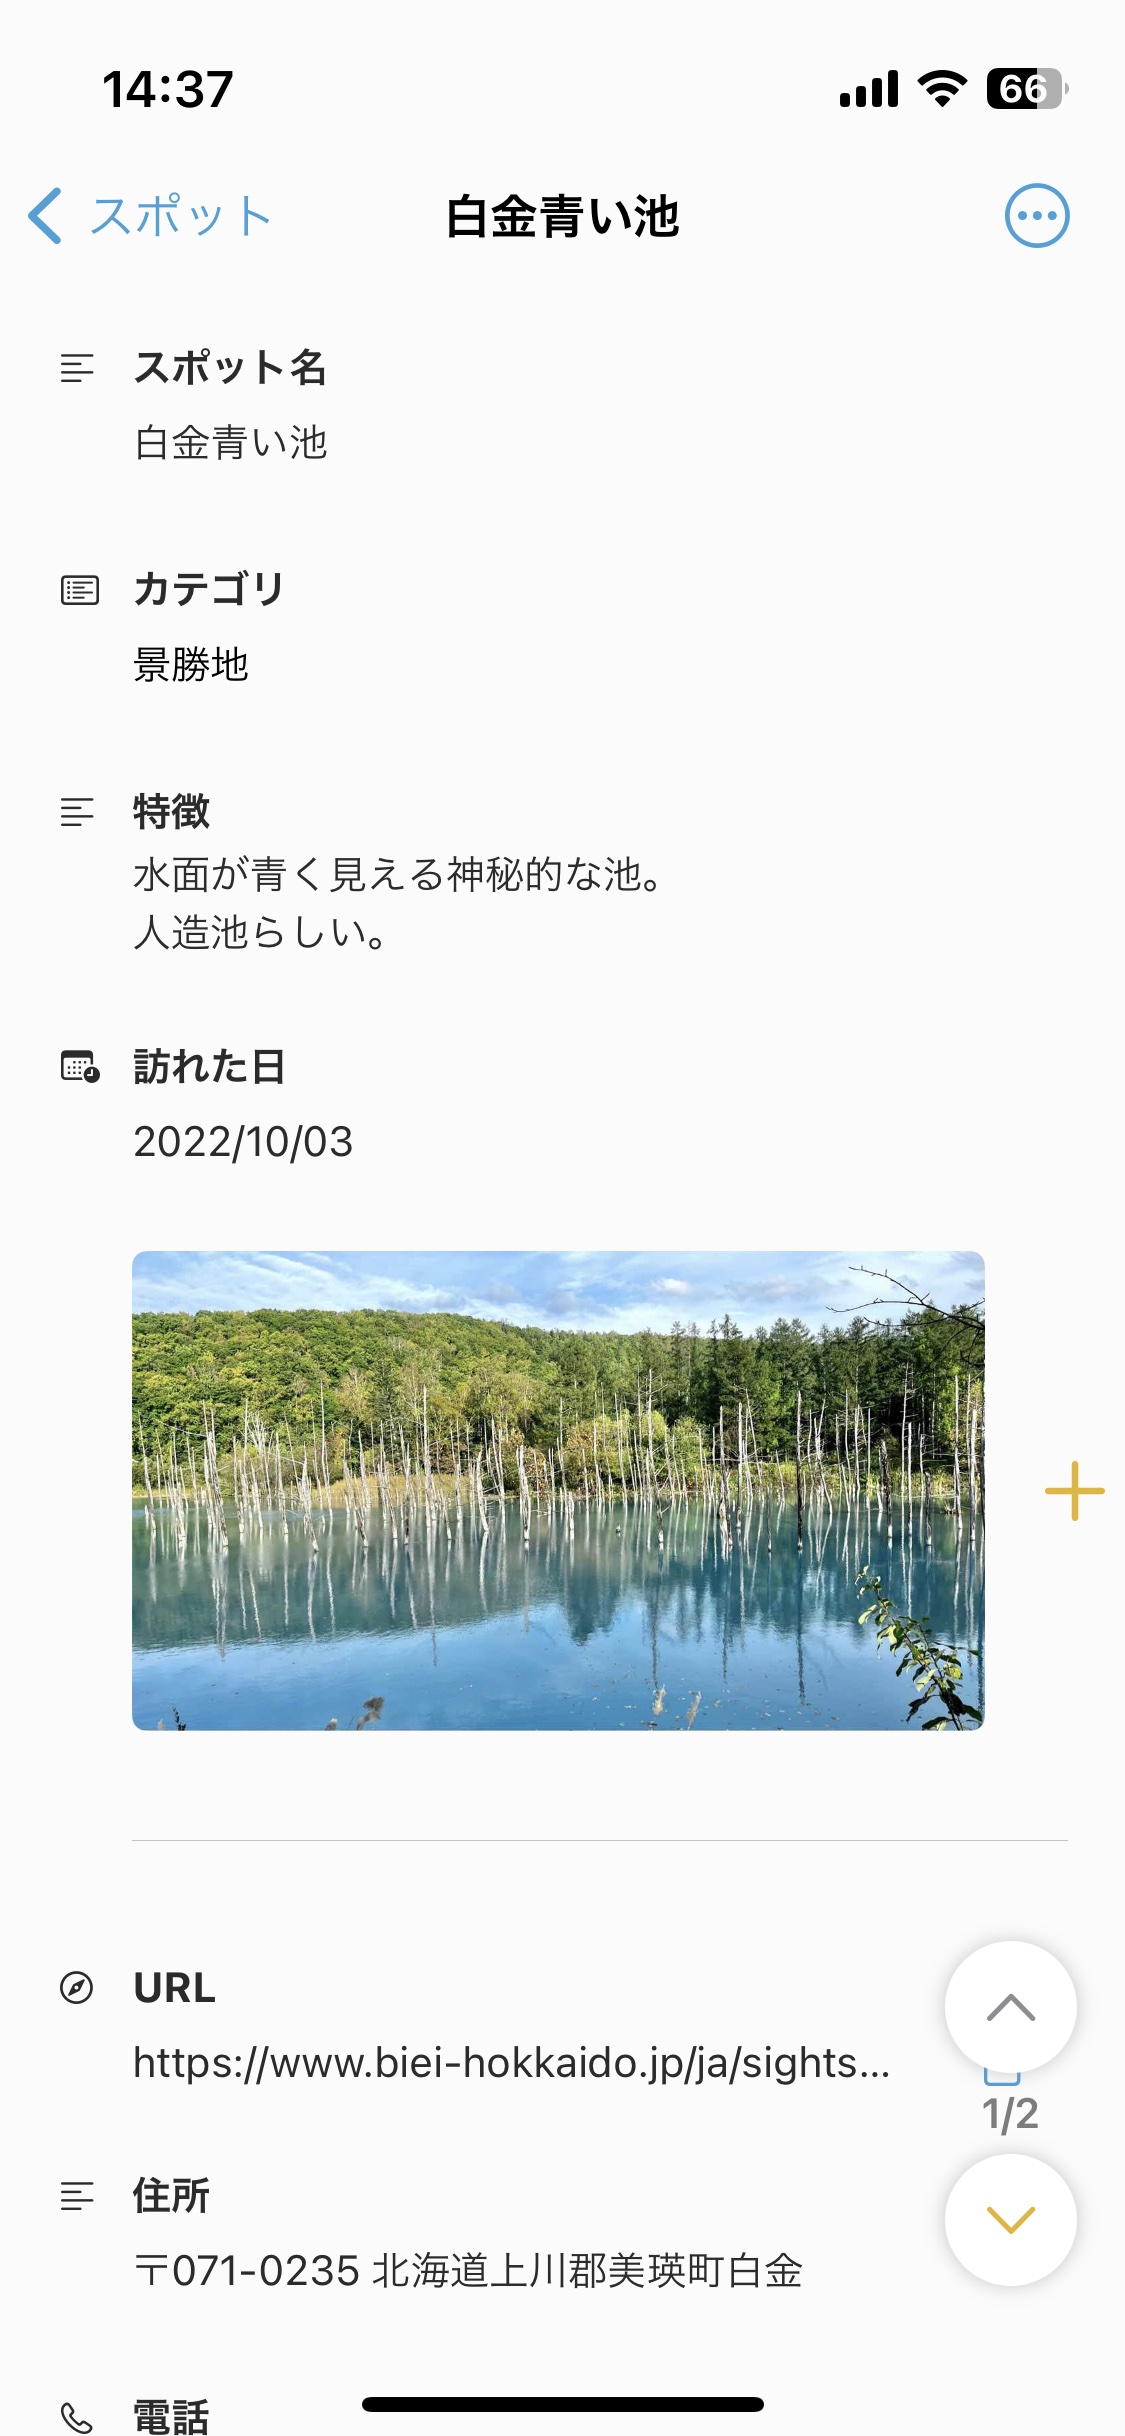 14:37
66
スポット
白金青い池
スポット名
白金青い池
カテゴリ
景勝地
特徴
水面が青く見える神秘的な池。
人造池らしい。
訪れた日
2022/10/03
URL
https://www.biei-hokkaido.jp/ja/sights...
1/2
住所
〒071-0235 北海道上川郡美瑛町白金
電話